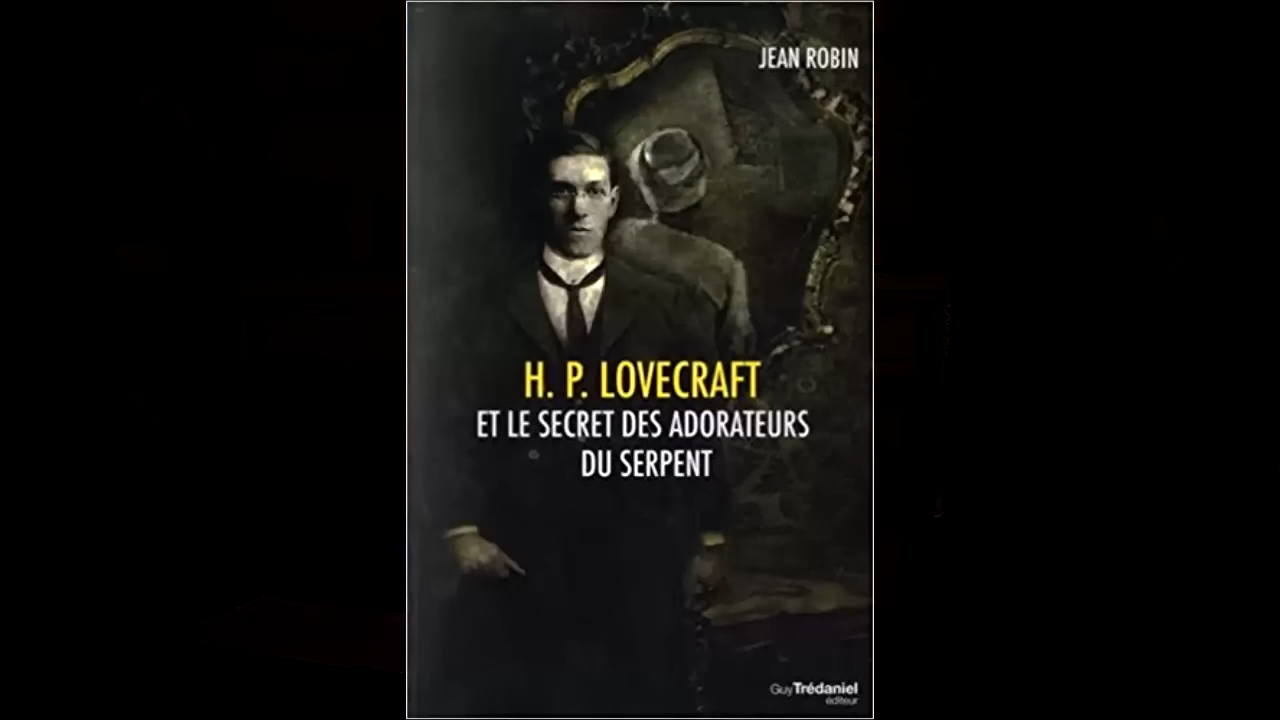 JEAN ROBIN
H. P. LOVECRAFT
ET LE SECRET DES ADORATEURS
DU SERPENT
Guy Trédaniel
éditeur